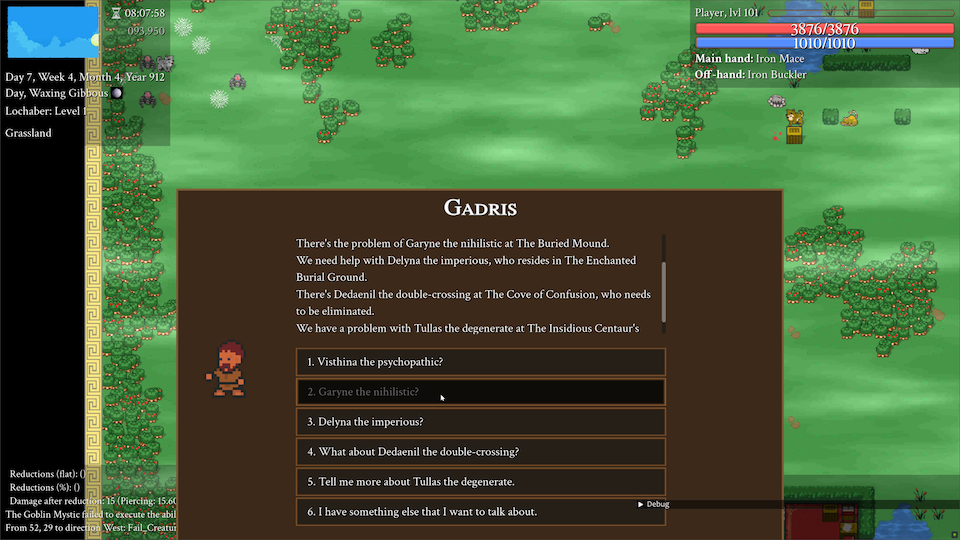 08:07:58
093,950
Day 7, Week 4, Month 4, Year 912
Day, Waxing Gibbous
Lochaber: Level 1
Grassland
Player, lvl 101
3876/3876
1010/1010
Main hand: Iron Mace
Off-hand: Iron Buckler
Gadris
There's the problem of Garyne the nihilistic at The Buried Mound.
We need help with Delyna the imperious, who resides in The Enchanted
Burial Ground.
There's Dedaenil the double-crossing at The Cove of Confusion, who needs
to be eliminated.
We have a problem with Tullas the degenerate at The Insidious Centaur's
1. Visthina the psychopathic?
2. Garyne the nihilistic?
3. Delyna the imperious?
4. What about Dedaenil the double-crossing?
5. Tell me more about Tullas the degenerate.
6. I have something else that I want to talk about.
Debug
Reductions (flat): ()
Reductions (%): ()
Damage after reduction: 15 (Piercing: 15.60
The Goblin Mystic failed to execute the abil
From 52, 29 to direction West: Fail_Creatur